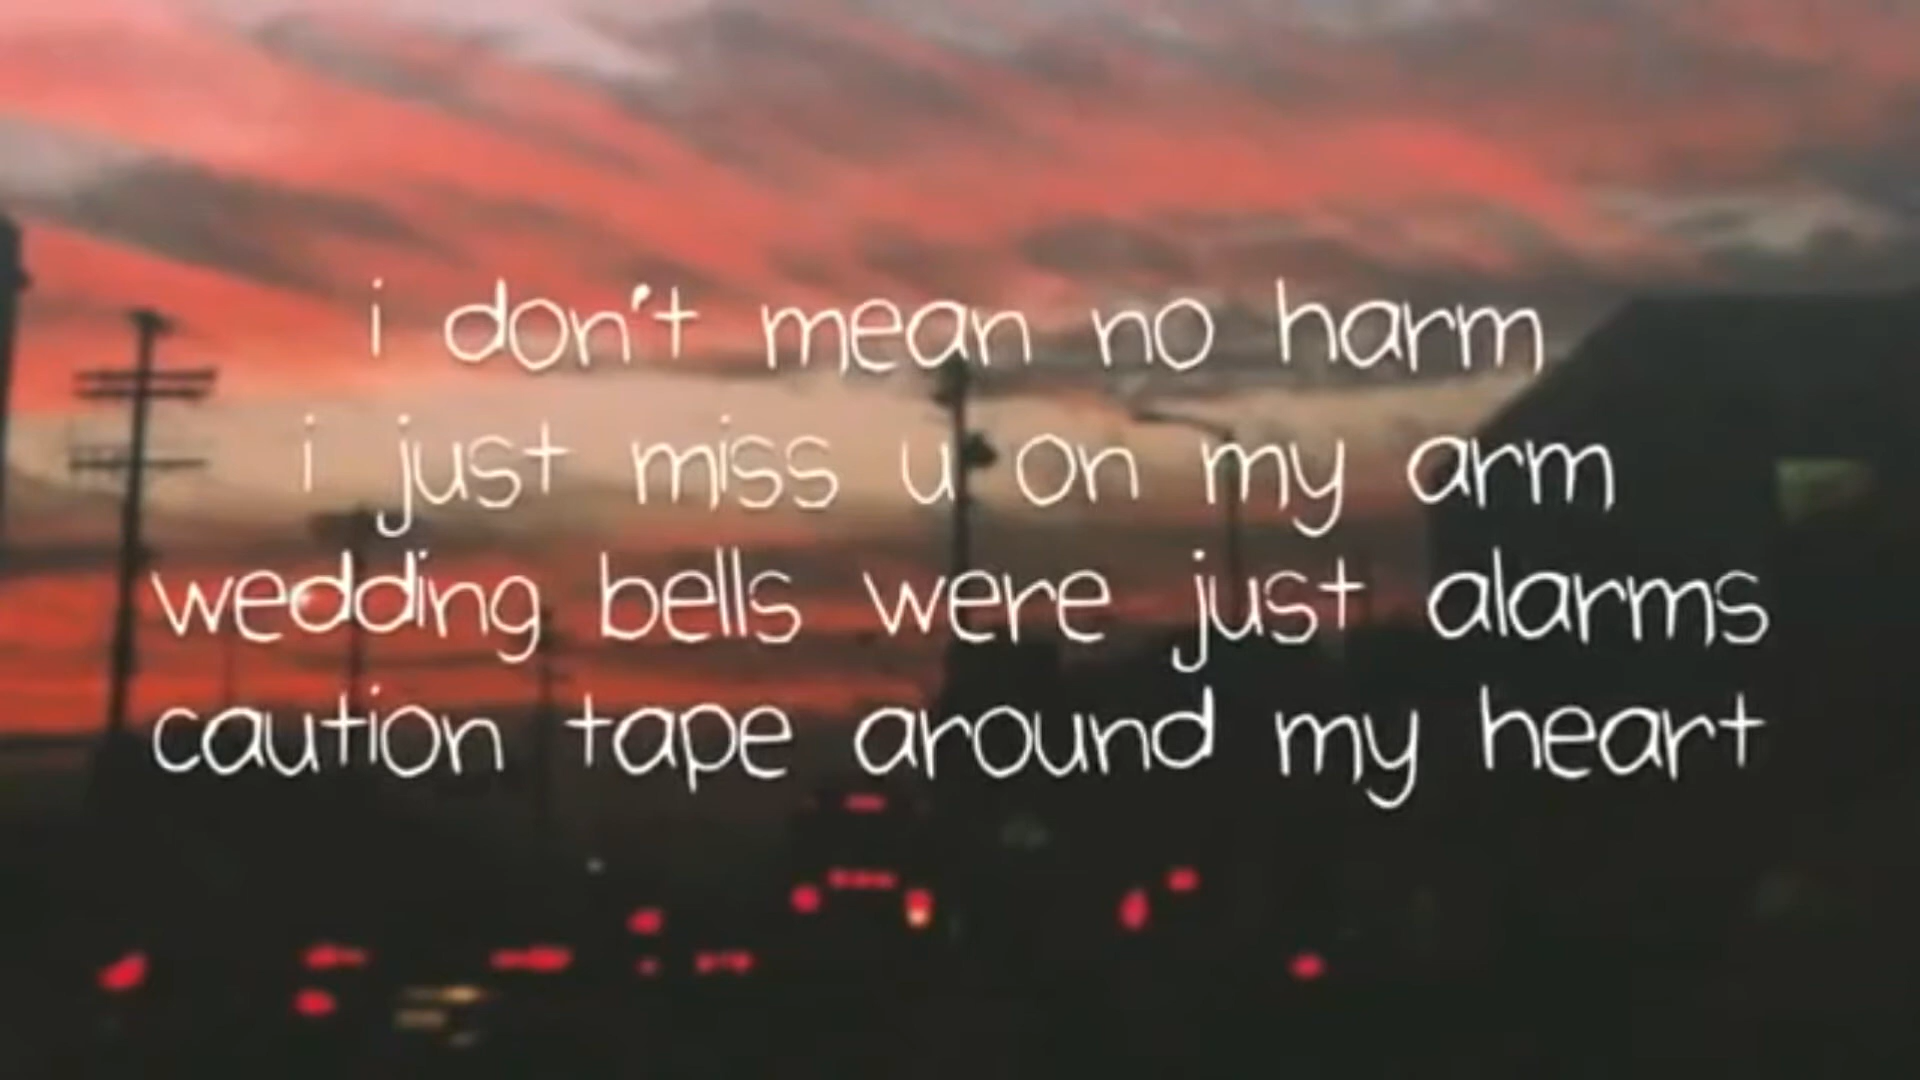 i don't mean no harm
i just miss u on my arm
wedding bells were just alarms
caution tape around my heart